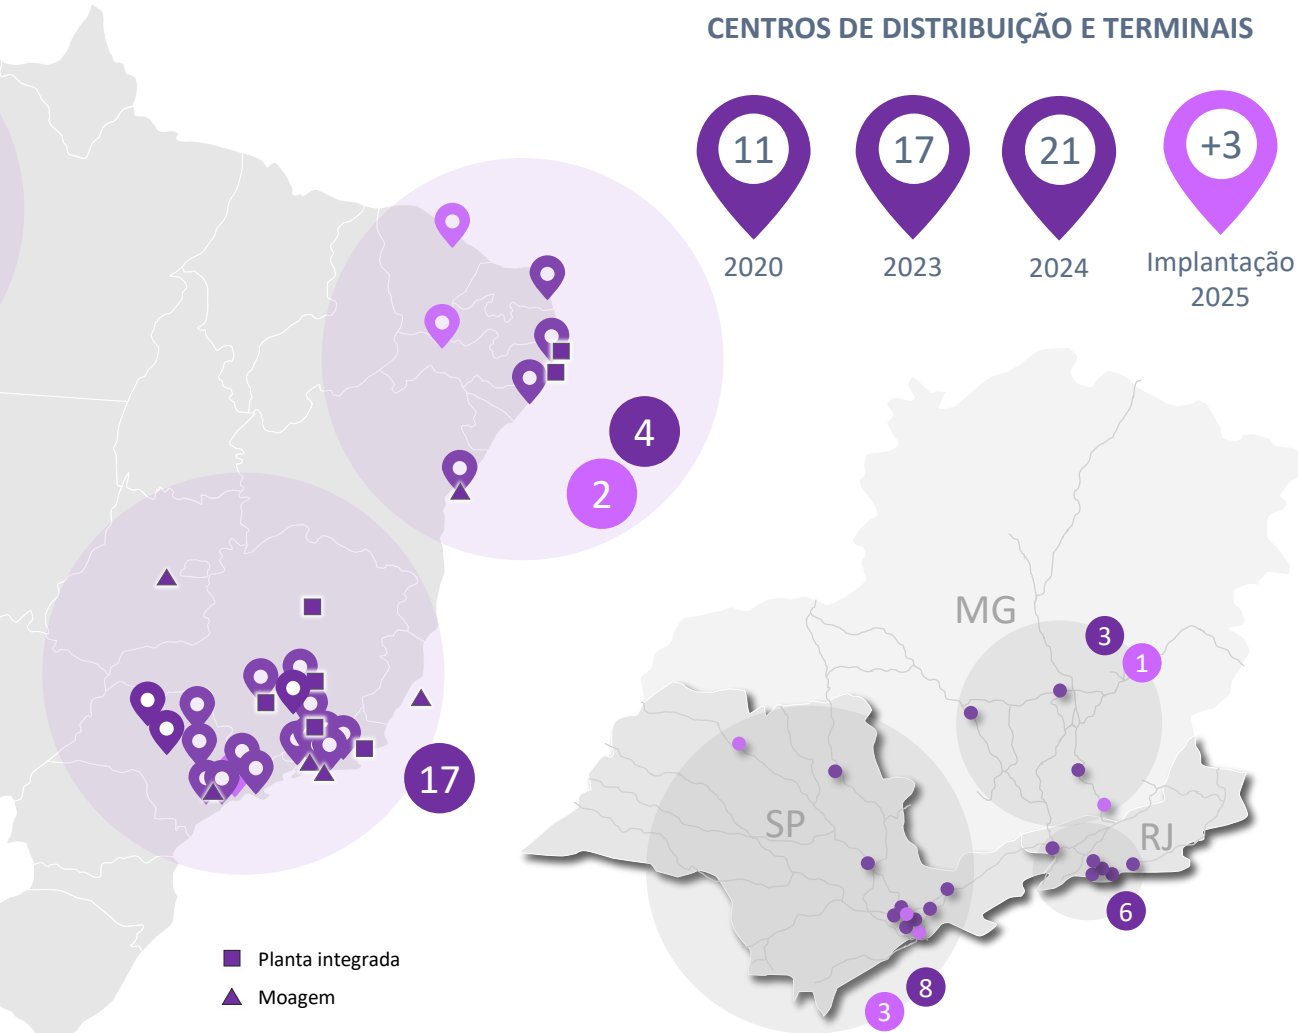 CENTROS DE DISTRIBUIÇÃO E TERMINAIS
11
17
21
+3
2020
2023
2024
Implantação
2025
4
2
17
MG
3
1
SP
RJ
6
8
3
Planta integrada
Moagem